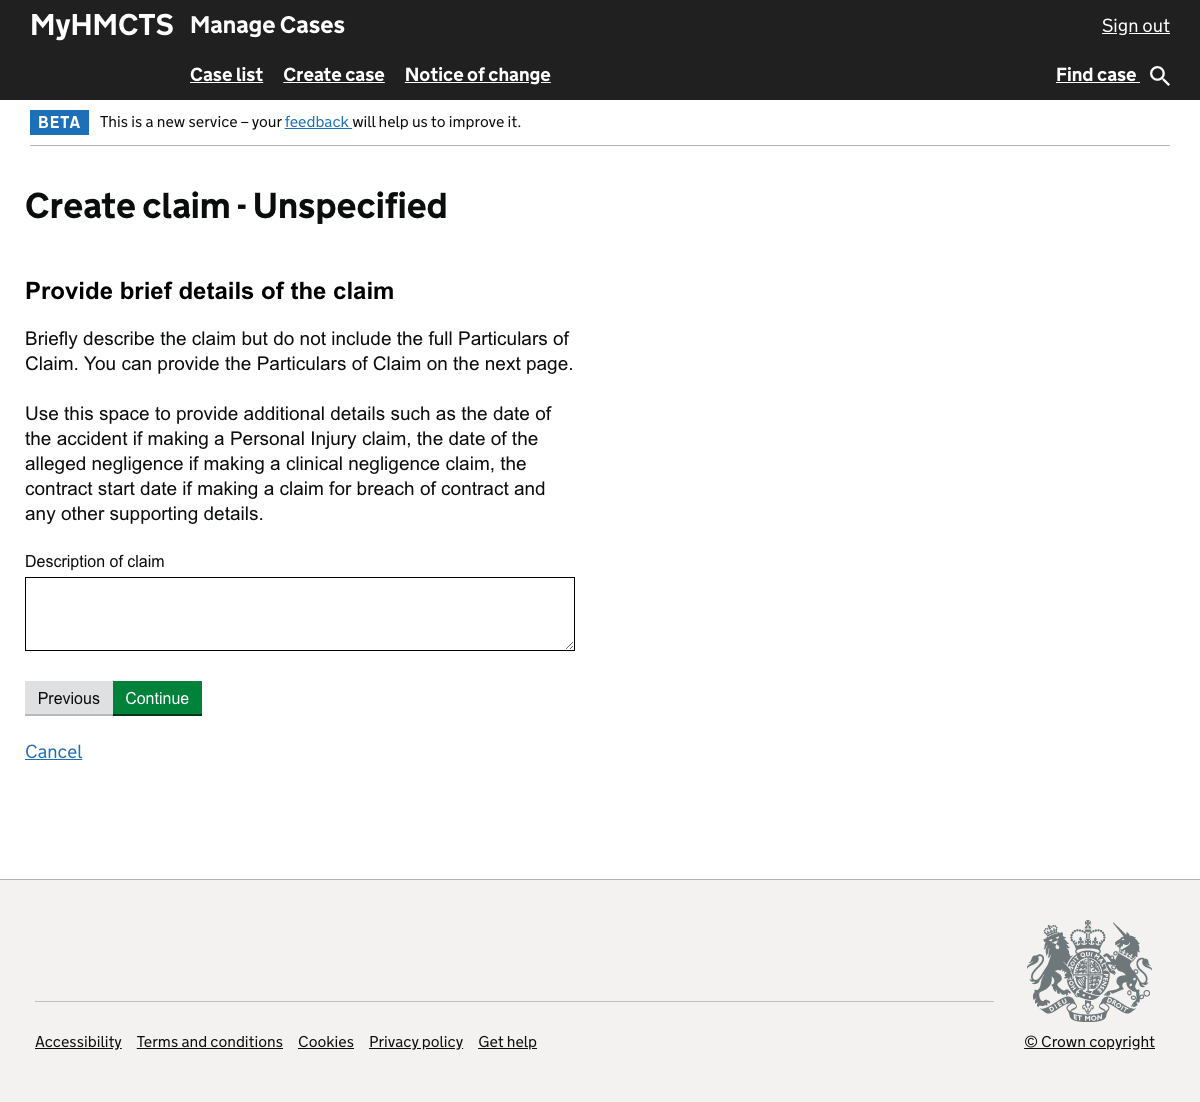 MyHMCTS Manage Cases Sign out
Case list Create case Notice of change Find case
BETA This is a new service – your feedback will help us to improve it.
Create claim - Unspecified
Provide brief details of the claim
Briefly describe the claim but do not include the full Particulars of
Claim. You can provide the Particulars of Claim on the next page.
Use this space to provide additional details such as the date of
the accident if making a Personal Injury claim, the date of the
alleged negligence if making a clinical negligence claim, the
contract start date if making a claim for breach of contract and
any other supporting details.
Description of claim
Previous Continue
Cancel
DIEU ET MON DROIT
Accessibility Terms and conditions Cookies Privacy policy Get help © Crown copyright